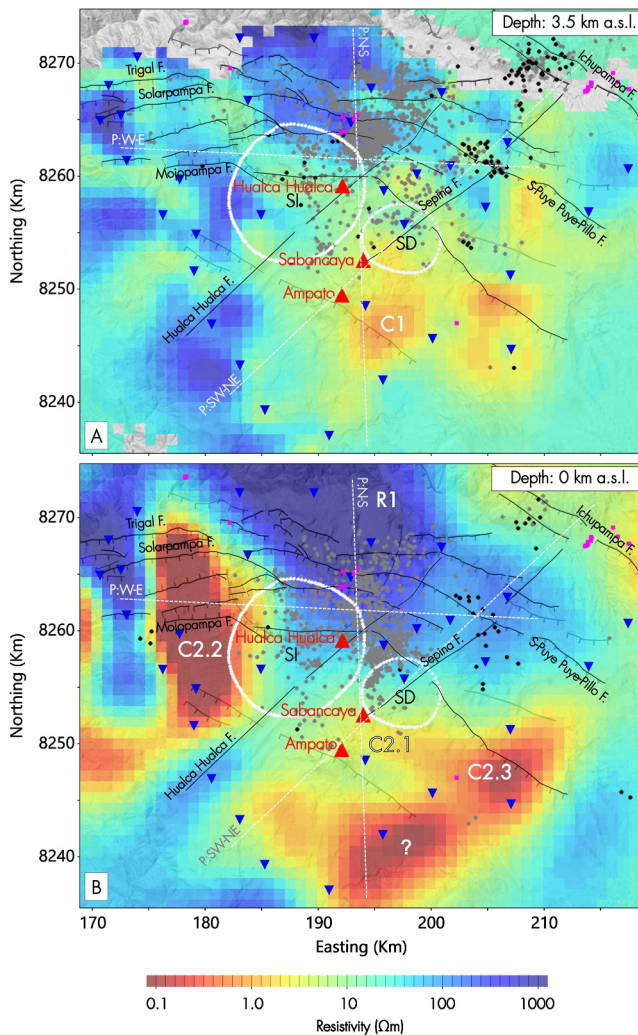 Depth: 3.5 km a.s.l.
8270
8260
8250
8240
Northing (Km)
P:N-S
Ichupampa F.
Trigal F.
Solarpampa F.
P:W-E
Mojopampa F.
Hualca Hualca
SI
Sepina F.
S-Puye Puye-Pillo F.
SD
Sabancaya
Ampato
C1
Hualca Hualca F.
P:SW-NE
A
Depth: 0 km a.s.l.
8270
8260
8250
8240
Northing (Km)
P:N-S
R1
Ichupampa F.
Trigal F.
Solarpampa F.
P:W-E
Mojopampa F.
Hualca Hualca
C2.2
SI
Sepina F.
S-Puye Puye-Pillo F.
SD
Sabancaya
C2.1
Ampato
C2.3
Hualca Hualca F.
P:SW-NE
?
B
170 180 190 200 210
Easting (Km)
0.1 1.0 10 100 1000
Resistivity (Ωm)